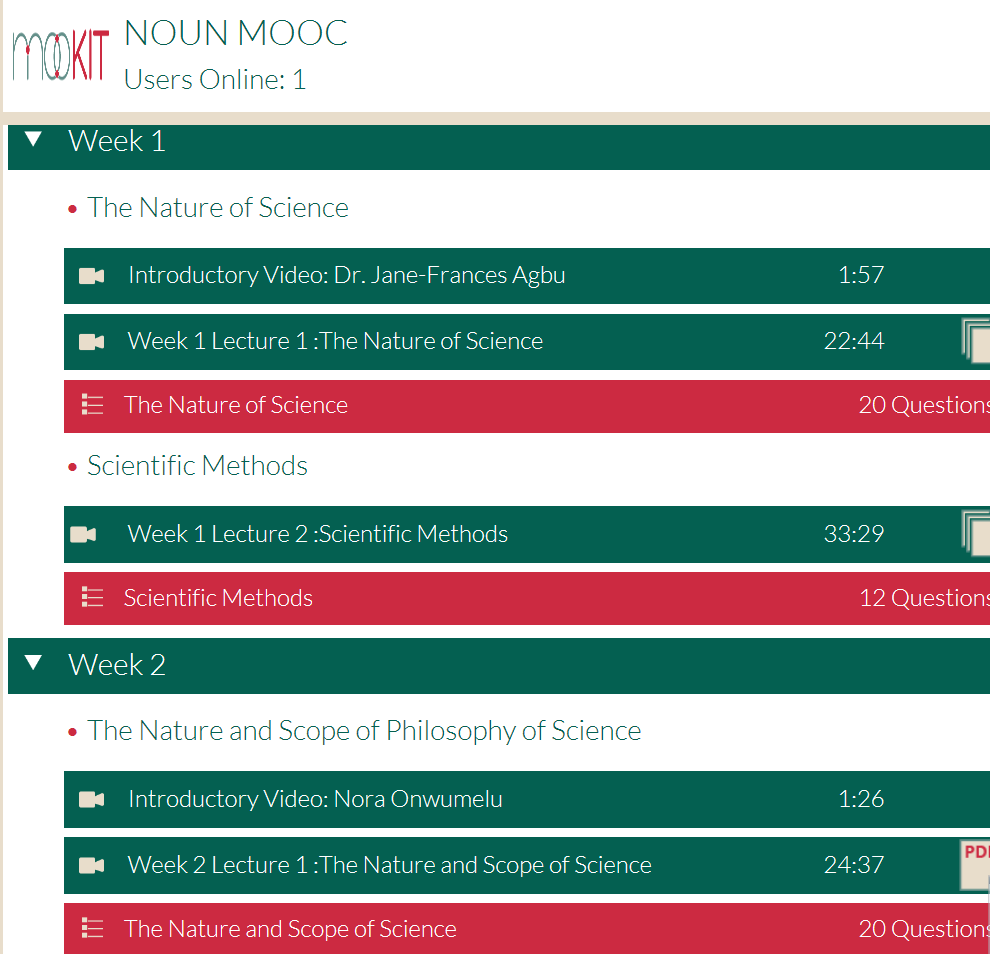 mooKIT
NOUN MOOC
Users Online: 1
Week 1
The Nature of Science
Introductory Video: Dr. Jane-Frances Agbu 1:57
Week 1 Lecture 1 :The Nature of Science 22:44
The Nature of Science 20 Questions
Scientific Methods
Week 1 Lecture 2 :Scientific Methods 33:29
Scientific Methods 12 Questions
Week 2
The Nature and Scope of Philosophy of Science
Introductory Video: Nora Onwumelu 1:26
Week 2 Lecture 1 :The Nature and Scope of Science 24:37 PD
The Nature and Scope of Science 20 Questions